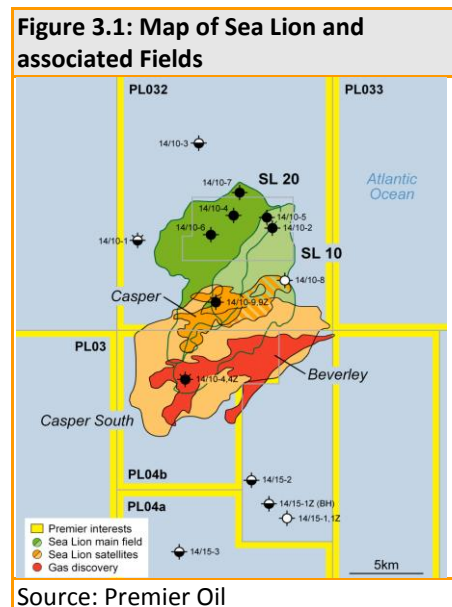 Figure 3.1: Map of Sea Lion and
associated Fields
PL032
PL033
14/10-3
Atlantic
Ocean
14/10-7
SL 20
14/10-4
14/10-5
14/10-6
14/10-2
14/10-1
SL 10
14/10-8
Casper
14/10-9,9Z
PL03
14/10-4,4Z
Beverley
Casper South
PL04b
14/15-2
PL04a
14/15-1Z (BH)
14/15-1,1Z
Premier interests
Sea Lion main field
Sea Lion satellites
Gas discovery
14/15-3
5km
Source: Premier Oil